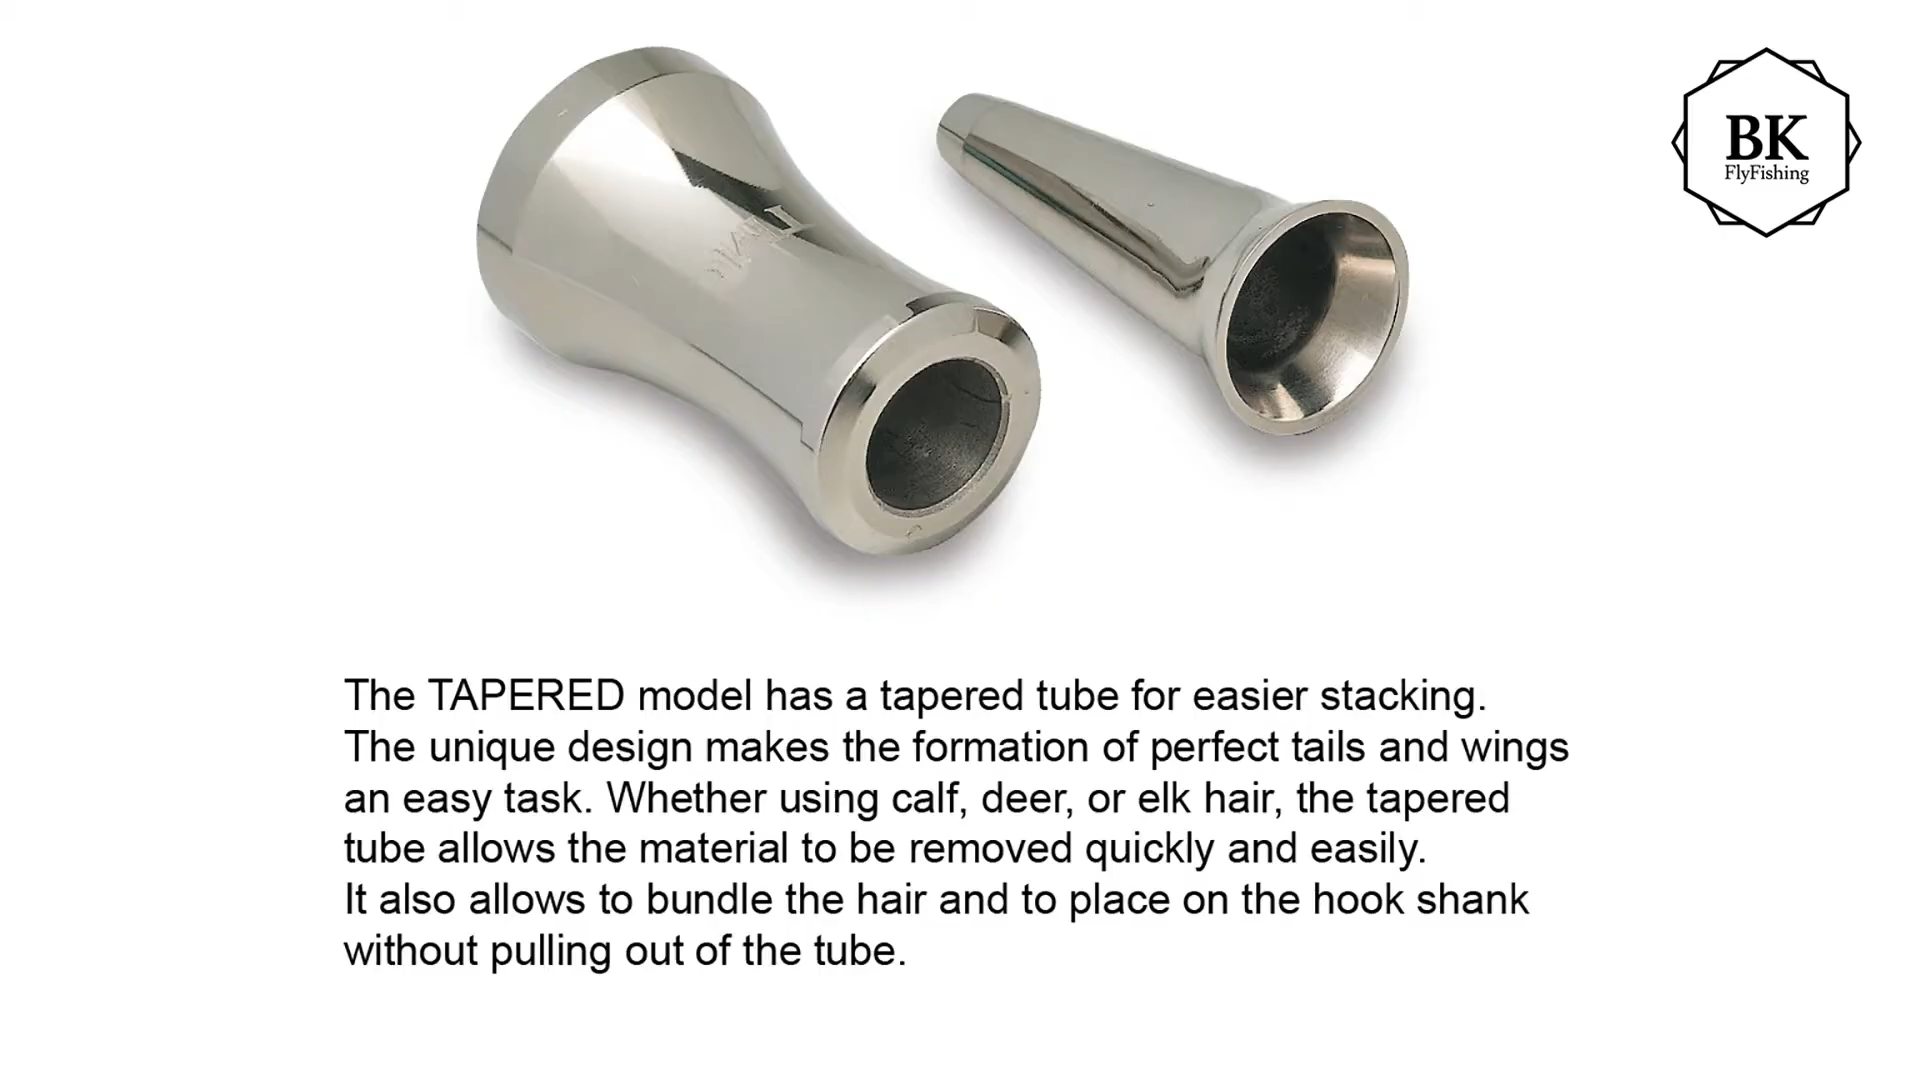 BK
FlyFishing
The TAPERED model has a tapered tube for easier stacking.
The unique design makes the formation of perfect tails and wings
an easy task. Whether using calf, deer, or elk hair, the tapered
tube allows the material to be removed quickly and easily.
It also allows to bundle the hair and to place on the hook shank
without pulling out of the tube.